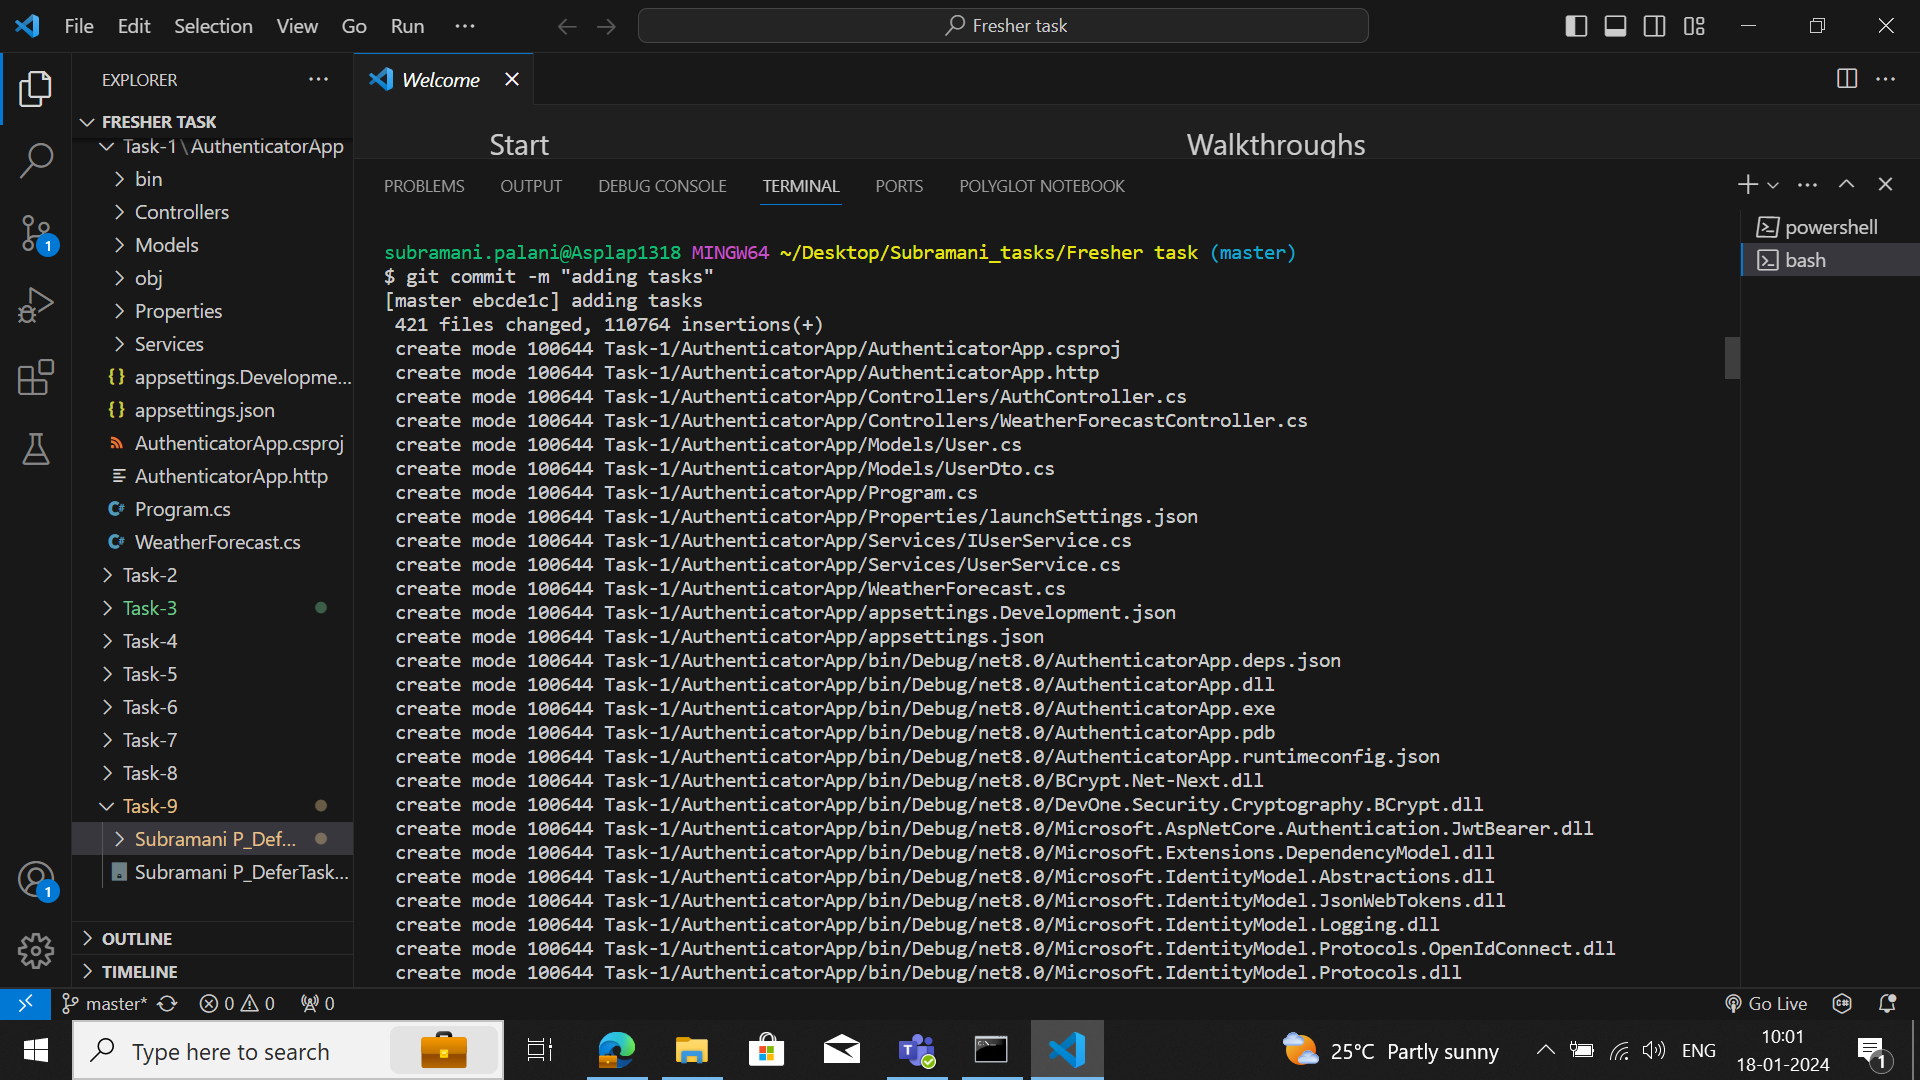 File Edit Selection View Go Run ···
Fresher task
EXPLORER
Welcome
FRESHER TASK
Task-1\AuthenticatorApp
bin
Controllers
Models
obj
Properties
Services
{} appsettings.Developme...
{} appsettings.json
AuthenticatorApp.csproj
AuthenticatorApp.http
C# Program.cs
C# WeatherForecast.cs
Task-2
Task-3
Task-4
Task-5
Task-6
Task-7
Task-8
Task-9
Subramani P_Def...
Subramani P_DeferTask...
OUTLINE
TIMELINE
1
1
Start
Walkthroughs
PROBLEMS OUTPUT DEBUG CONSOLE TERMINAL PORTS POLYGLOT NOTEBOOK
powershell
bash
subramani.palani@Asplap1318 MINGW64 ~/Desktop/Subramani_tasks/Fresher task (master)
$ git commit -m "adding tasks"
[master ebcde1c] adding tasks
421 files changed, 110764 insertions(+)
create mode 100644 Task-1/AuthenticatorApp/AuthenticatorApp.csproj
create mode 100644 Task-1/AuthenticatorApp/AuthenticatorApp.http
create mode 100644 Task-1/AuthenticatorApp/Controllers/AuthController.cs
create mode 100644 Task-1/AuthenticatorApp/Controllers/WeatherForecastController.cs
create mode 100644 Task-1/AuthenticatorApp/Models/User.cs
create mode 100644 Task-1/AuthenticatorApp/Models/UserDto.cs
create mode 100644 Task-1/AuthenticatorApp/Program.cs
create mode 100644 Task-1/AuthenticatorApp/Properties/launchSettings.json
create mode 100644 Task-1/AuthenticatorApp/Services/IUserService.cs
create mode 100644 Task-1/AuthenticatorApp/Services/UserService.cs
create mode 100644 Task-1/AuthenticatorApp/WeatherForecast.cs
create mode 100644 Task-1/AuthenticatorApp/appsettings.Development.json
create mode 100644 Task-1/AuthenticatorApp/appsettings.json
create mode 100644 Task-1/AuthenticatorApp/bin/Debug/net8.0/AuthenticatorApp.deps.json
create mode 100644 Task-1/AuthenticatorApp/bin/Debug/net8.0/AuthenticatorApp.dll
create mode 100644 Task-1/AuthenticatorApp/bin/Debug/net8.0/AuthenticatorApp.exe
create mode 100644 Task-1/AuthenticatorApp/bin/Debug/net8.0/AuthenticatorApp.pdb
create mode 100644 Task-1/AuthenticatorApp/bin/Debug/net8.0/AuthenticatorApp.runtimeconfig.json
create mode 100644 Task-1/AuthenticatorApp/bin/Debug/net8.0/BCrypt.Net-Next.dll
create mode 100644 Task-1/AuthenticatorApp/bin/Debug/net8.0/DevOne.Security.Cryptography.BCrypt.dll
create mode 100644 Task-1/AuthenticatorApp/bin/Debug/net8.0/Microsoft.AspNetCore.Authentication.JwtBearer.dll
create mode 100644 Task-1/AuthenticatorApp/bin/Debug/net8.0/Microsoft.Extensions.DependencyModel.dll
create mode 100644 Task-1/AuthenticatorApp/bin/Debug/net8.0/Microsoft.IdentityModel.Abstractions.dll
create mode 100644 Task-1/AuthenticatorApp/bin/Debug/net8.0/Microsoft.IdentityModel.JsonWebTokens.dll
create mode 100644 Task-1/AuthenticatorApp/bin/Debug/net8.0/Microsoft.IdentityModel.Logging.dll
create mode 100644 Task-1/AuthenticatorApp/bin/Debug/net8.0/Microsoft.IdentityModel.Protocols.OpenIdConnect.dll
create mode 100644 Task-1/AuthenticatorApp/bin/Debug/net8.0/Microsoft.IdentityModel.Protocols.dll
master* 0 0 0
Go Live
Type here to search
25°C Partly sunny
ENG
10:01
18-01-2024
1